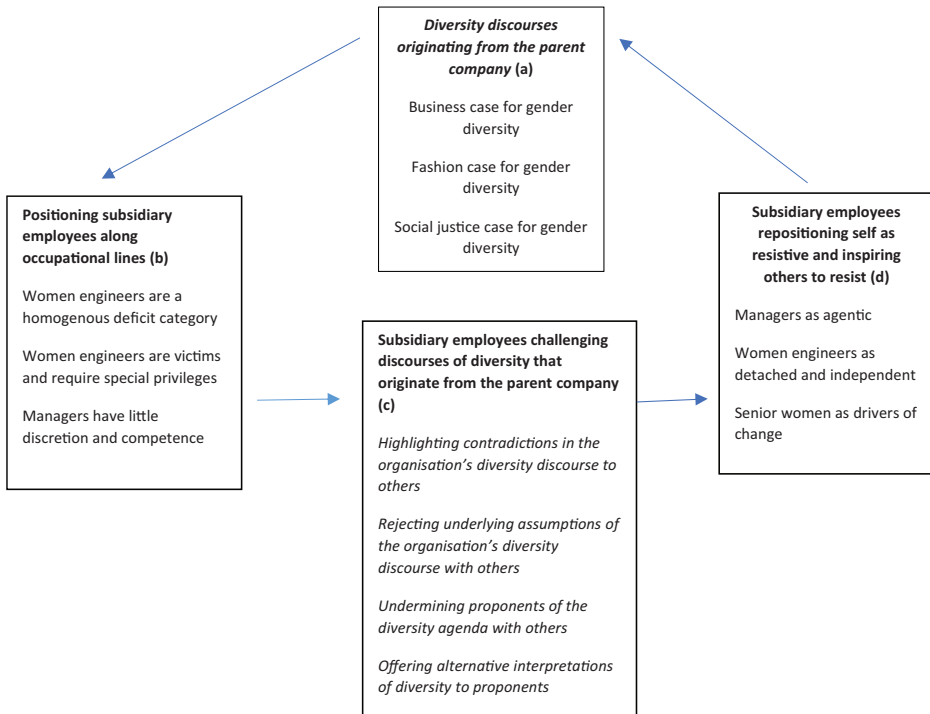 Diversity discourses
originating from the parent
company (a)
Business case for gender
diversity
Fashion case for gender
diversity
Social justice case for gender
diversity
Positioning subsidiary
employees along
occupational lines (b)
Women engineers are a
homogenous deficit category
Women engineers are victims
and require special privileges
Managers have little
discretion and competence
Subsidiary employees challenging
discourses of diversity that
originate from the parent company
(c)
Highlighting contradictions in the
organisation’s diversity discourse to
others
Rejecting underlying assumptions of
the organisation’s diversity
discourse with others
Undermining proponents of the
diversity agenda with others
Offering alternative interpretations
of diversity to proponents
Subsidiary employees
repositioning self as
resistive and inspiring
others to resist (d)
Managers as agentic
Women engineers as
detached and independent
Senior women as drivers of
change